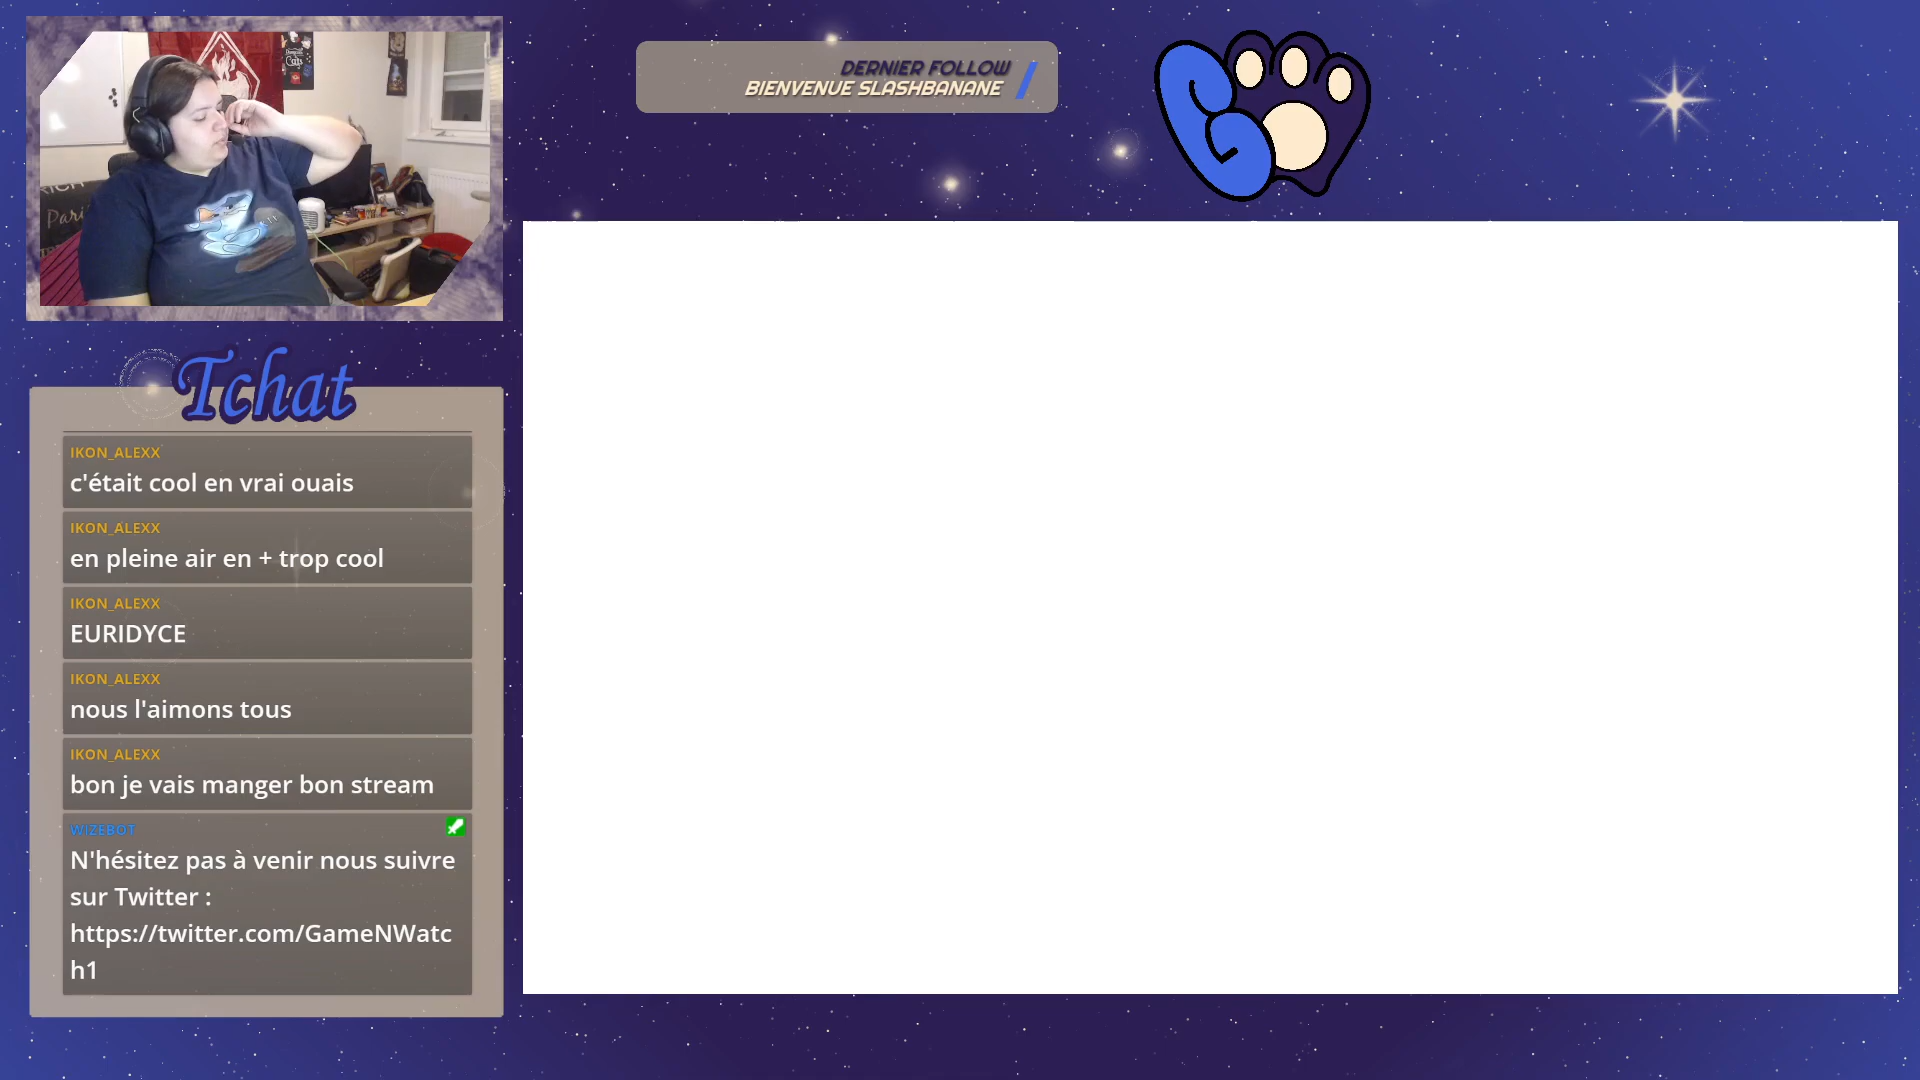 DERNIER FOLLOW
BIENVENUE SLASHBANANE
Tchat
IKON_ALEXX
c'était cool en vrai ouais
IKON_ALEXX
en pleine air en + trop cool
IKON_ALEXX
EURIDYCE
IKON_ALEXX
nous l'aimons tous
IKON_ALEXX
bon je vais manger bon stream
WIZEBOT
N'hésitez pas à venir nous suivre
sur Twitter :
https://twitter.com/GameNWatc
h1